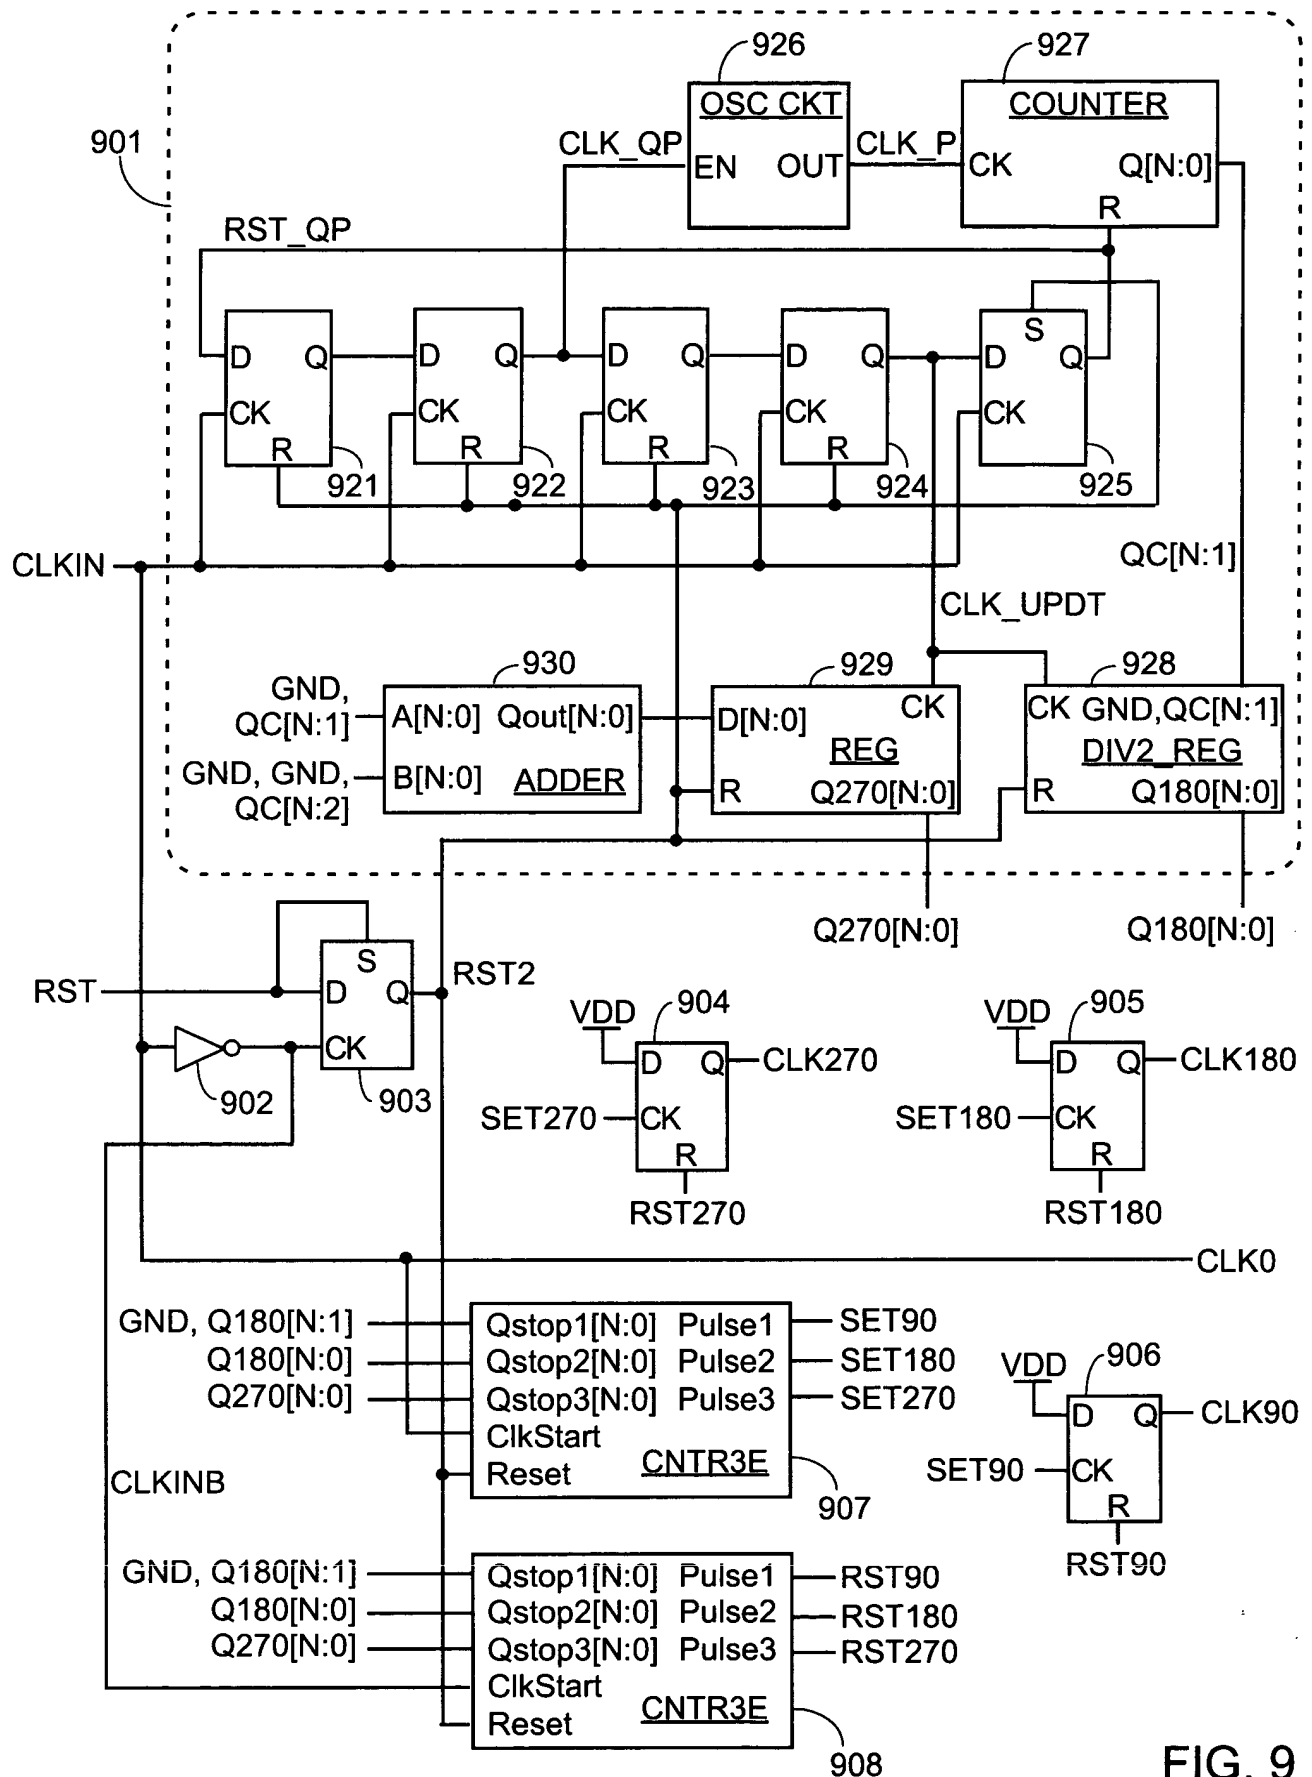 926
927
OSC CKT
COUNTER
901
CLK_QP
CLK_P
EN
OUT
CK
Q[N:0]
R
RST_QP
D
Q
D
Q
D
Q
D
Q
S
D
Q
CK
CK
CK
CK
CK
R
R
R
R
921
922
923
924
925
CLKIN
QC[N:1]
CLK_UPDT
930
929
928
GND,
QC[N:1]
A[N:0]
Qout[N:0]
D[N:0]
CK
CK
GND,QC[N:1]
GND, GND,
QC[N:2]
B[N:0]
ADDER
REG
DIV2_REG
R
Q270[N:0]
R
Q180[N:0]
Q270[N:0]
Q180[N:0]
S
RST
D
Q
RST2
CK
902
903
VDD
904
D
Q
CLK270
SET270
CK
R
RST270
VDD
905
D
Q
CLK180
SET180
CK
R
RST180
CLK0
GND, Q180[N:1]
Qstop1[N:0]
Pulse1
SET90
Q180[N:0]
Qstop2[N:0]
Pulse2
SET180
Q270[N:0]
Qstop3[N:0]
Pulse3
SET270
ClkStart
Reset
CNTR3E
907
CLKINB
VDD
906
D
Q
CLK90
SET90
CK
R
RST90
GND, Q180[N:1]
Qstop1[N:0]
Pulse1
RST90
Q180[N:0]
Qstop2[N:0]
Pulse2
RST180
Q270[N:0]
Qstop3[N:0]
Pulse3
RST270
ClkStart
Reset
CNTR3E
908
FIG. 9